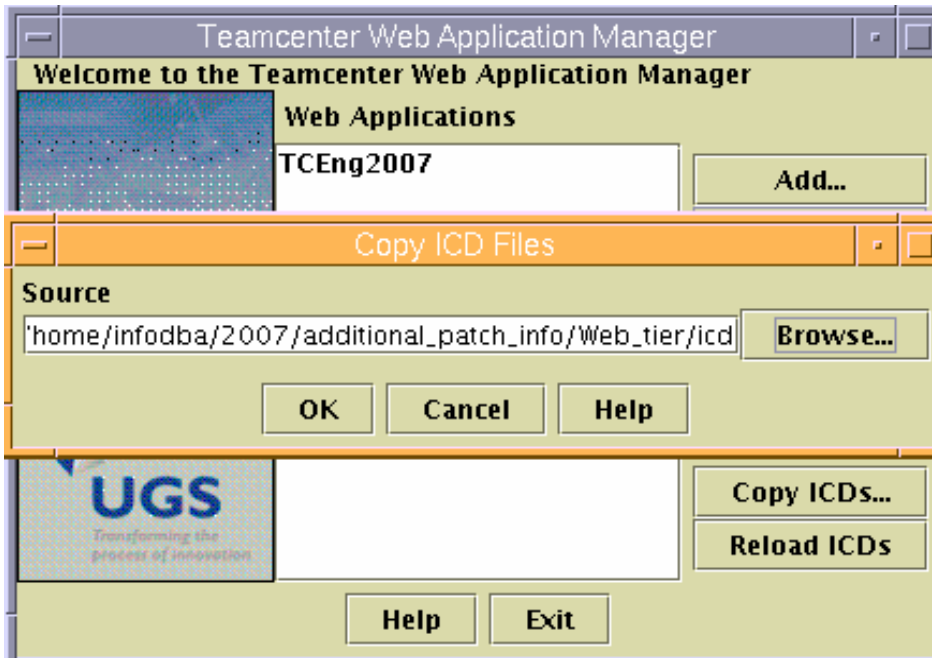 Teamcenter Web Application Manager
Welcome to the Teamcenter Web Application Manager
Web Applications
TCEng2007
Add...
Copy ICD Files
Source
'home/infodba/2007/additional_patch_info/Web_tier/icd
Browse...
OK Cancel Help
UGS
Transforming the
process of innovation
Copy ICDs...
Reload ICDs
Help Exit